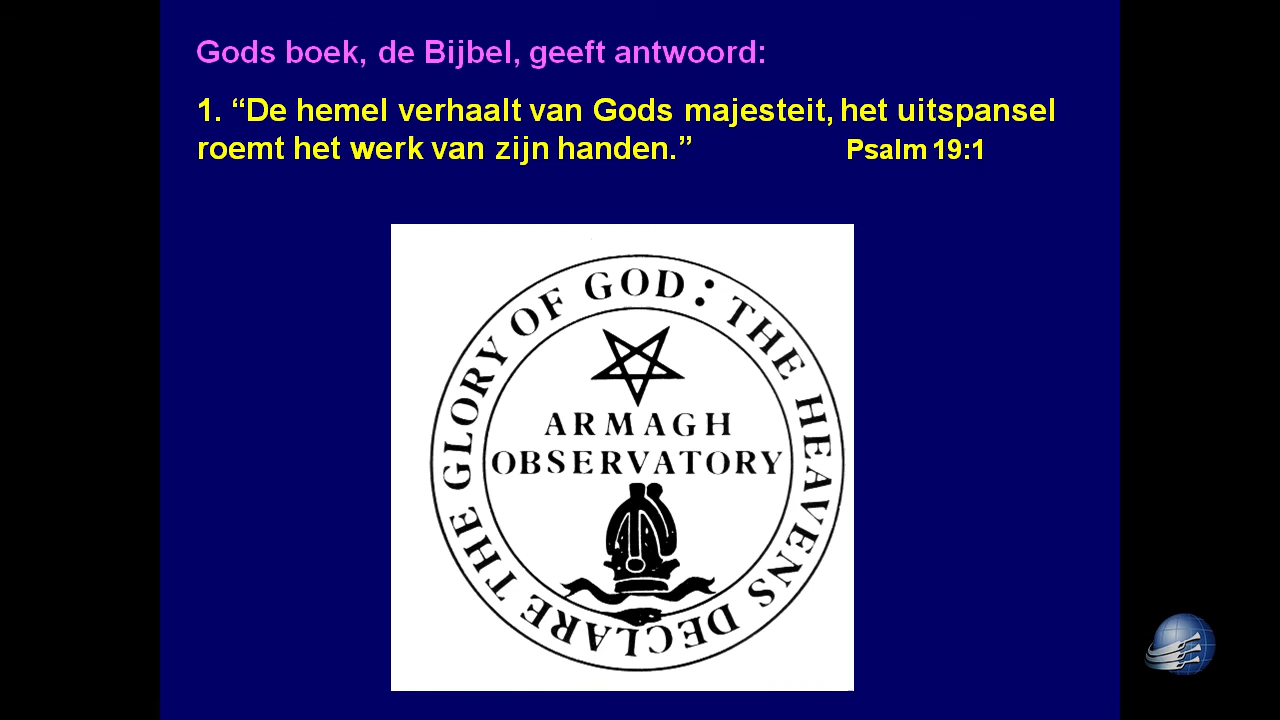 Gods boek, de Bijbel, geeft antwoord:
1. “De hemel verhaalt van Gods majesteit, het uitspansel
roemt het werk van zijn handen.” Psalm 19:1
THE HEAVENS DECLARE THE GLORY OF GOD:
ARMAGH
OBSERVATORY